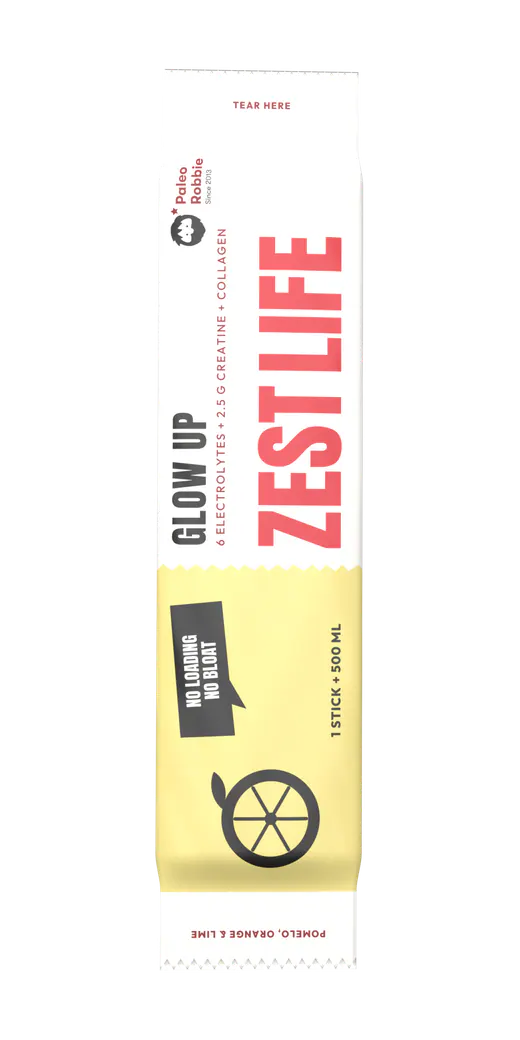 TEAR HERE
Paleo
Robbie
Since 2013
GLOW UP
6 ELECTROLYTES + 2.5 G CREATINE + COLLAGEN
ZEST LIFE
NO LOADING
NO BLOAT
1 STICK + 500 ML
POMELO, ORANGE & LIME